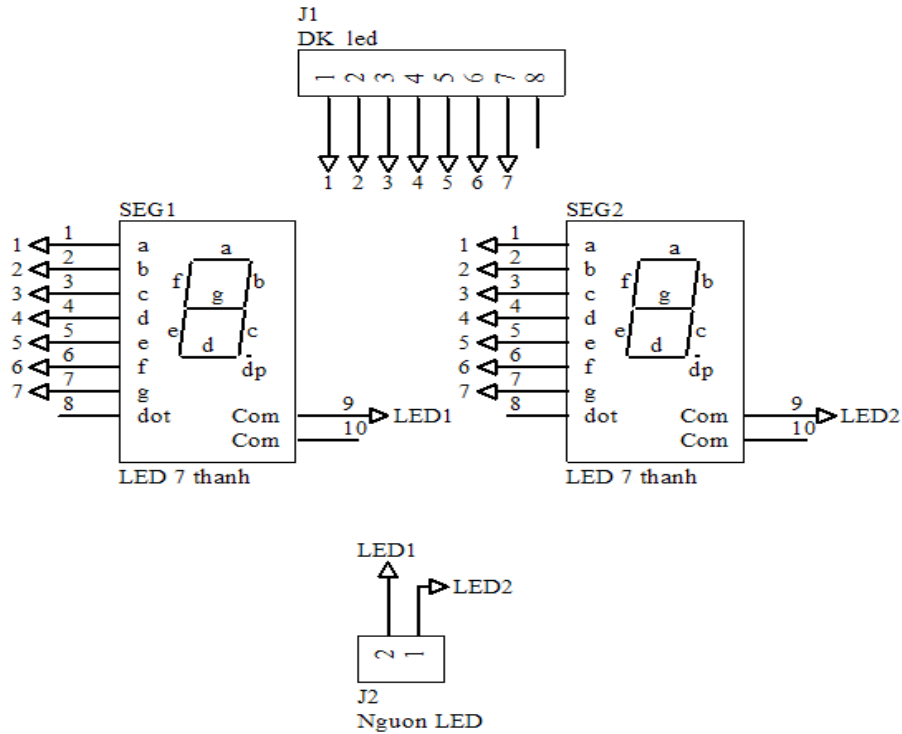 J1
DK led
1 2 3 4 5 6 7 8
1 2 3 4 5 6 7
SEG1
1 1 a
2 2 b
3 3 c
4 4 d
5 5 e
6 6 f
7 7 g
8 dot
a
f b
g
e c
d
dp
Com 9 LED1
Com 10
LED 7 thanh
SEG2
1 1 a
2 2 b
3 3 c
4 4 d
5 5 e
6 6 f
7 7 g
8 dot
a
f b
g
e c
d
dp
Com 9 LED2
Com 10
LED 7 thanh
LED1
LED2
2 1
J2
Nguon LED